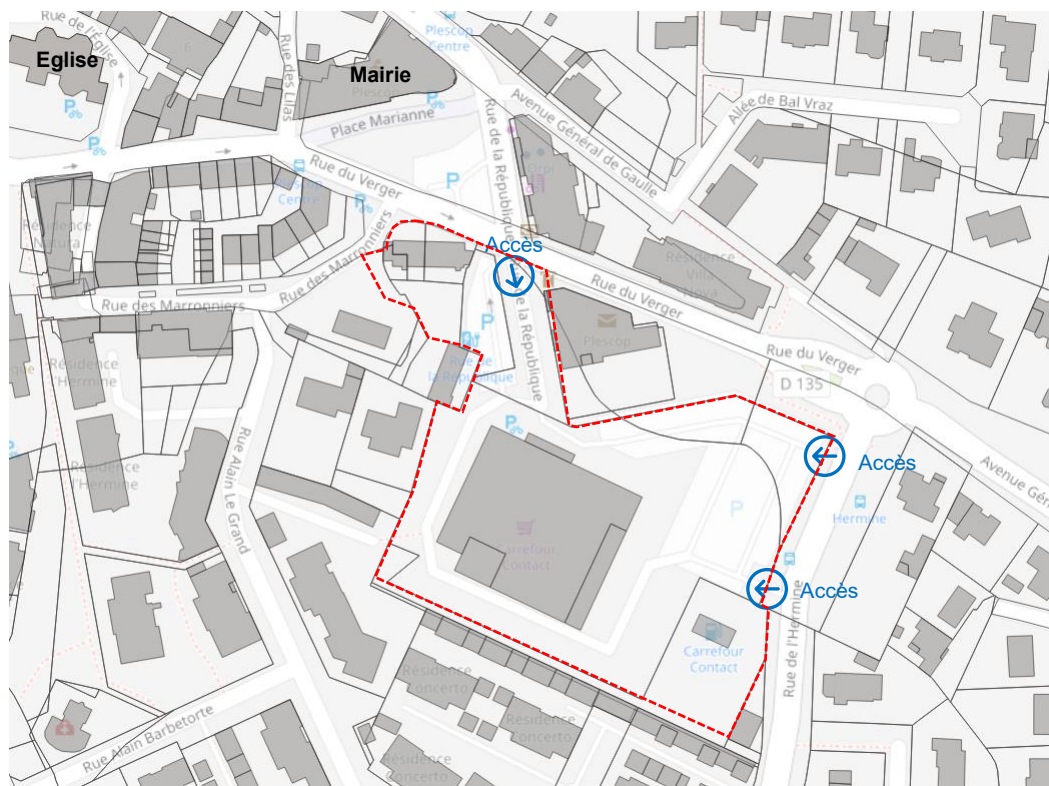 Rue de l'Église
Eglise
6
Rue des Lilas
Mairie
Plescop
Plescop
Centre
Place Marianne
Rue de la République
Avenue Général de Gaulle
Allée de Bal Vraz
Orpi
Plescop
Centre
Rue du Verger
Résidence
Natura
Rue des Marronniers
Rue des Marronniers
Accès
Résidence
Villa
Nova
Rue du Verger
Rue de la République
Plescop
Rue de
la République
Rue du Verger
D 135
Résidence
l'Hermine
Résidence
l'Hermine
Rue Alain Le Grand
Accès
Avenue Gén
Hermine
Carrefour
Contact
Accès
Carrefour
Contact
Rue de l'Hermine
Résidence
Concerto
Résidence
Concerto
Résidence
Concerto
Rue Alain Barbetorte
P
P
P
P
P
P
P
P
P